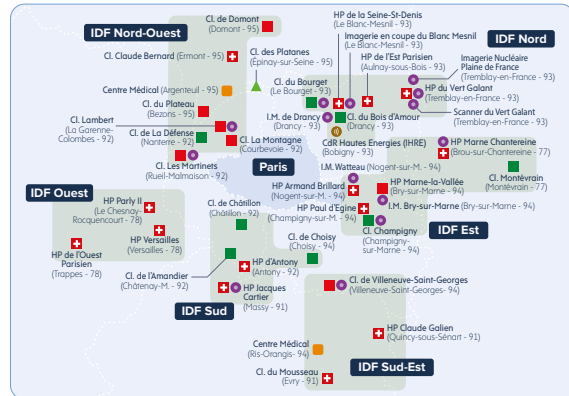 IDF Nord-Ouest
Cl. de Domont
(Domont - 95)
Cl. Claude Bernard (Ermont - 95)
Cl. des Platanes
(Épinay-sur-Seine - 95)
Centre Médical (Argenteuil - 95)
Cl. du Plateau
(Bezons - 95)
Cl. Lambert
(La Garenne-
Colombes - 92)
Cl. de La Défense
(Nanterre - 92)
Cl. La Montagne
(Courbevoie - 92)
Cl. Les Martinets
(Rueil-Malmaison - 92)
HP de la Seine-St-Denis
(Le Blanc-Mesnil - 93)
Imagerie en coupe du Blanc Mesnil
(Le Blanc-Mesnil - 93)
IDF Nord
HP de l'Est Parisien
(Aulnay-sous-Bois - 93)
Imagerie Nucléaire
Plaine de France
(Tremblay-en-France - 93)
Cl. du Bourget
(Le Bourget - 93)
HP du Vert Galant
(Tremblay-en-France - 93)
Scanner du Vert Galant
(Tremblay-en-France - 93)
I.M. de Drancy
(Drancy - 93)
Cl. du Bois d'Amour
(Drancy - 93)
CdR Hautes Energies (IHRE)
(Bobigny - 93)
Paris
I.M. Watteau (Nogent-sur-M. - 94)
HP Marne Chantereine
(Brou-sur-Chantereine - 77)
Cl. Montévrain
(Montévrain - 77)
HP Armand Brillard
(Nogent-sur-M. - 94)
HP Marne-la-Vallée
(Bry-sur-Marne - 94)
HP Paul d'Egine
(Champigny-sur-M. - 94)
I.M. Bry-sur-Marne (Bry-sur-Marne - 94)
Cl. Champigny
(Champigny-
sur-Marne - 94)
IDF Est
IDF Ouest
HP Parly II
(Le Chesnay-
Rocquencourt - 78)
HP Versailles
(Versailles - 78)
HP de l'Ouest
Parisien
(Trappes - 78)
Cl. de Châtillon
(Châtillon - 92)
Cl. de Choisy
(Choisy - 94)
HP d'Antony
(Antony - 92)
Cl. de l'Amandier
(Châtenay-M. - 92)
HP Jacques
Cartier
(Massy - 91)
IDF Sud
Cl. de Villeneuve-Saint-Georges
(Villeneuve-Saint-Georges- 94)
HP Claude Galien
(Quincy-sous-Sénart - 91)
Centre Médical
(Ris-Orangis - 94)
Cl. du Mousseau
(Evry - 91)
IDF Sud-Est